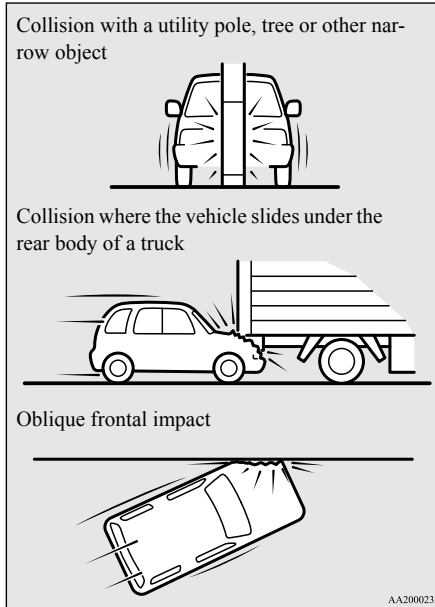 Collision with a utility pole, tree or other nar-
row object
Collision where the vehicle slides under the
rear body of a truck
Oblique frontal impact
AA200023